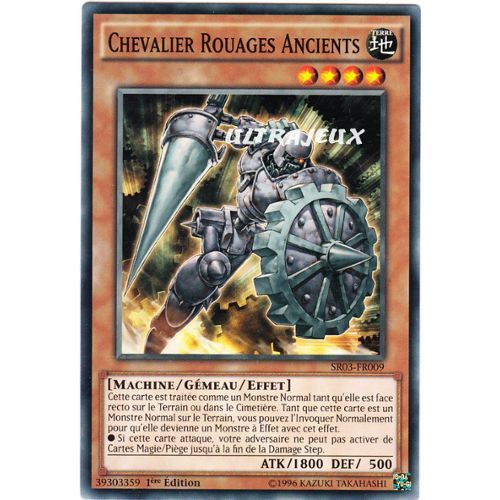 CHEVALIER ROUAGES ANCIENTS
TERRE
地
ULTRAJEUX
SR03-FR009
[MACHINE/GÉMEAU/EFFET]
Cette carte est traitée comme un Monstre Normal tant qu'elle est face
recto sur le Terrain ou dans le Cimetière. Tant que cette carte est un
Monstre Normal sur le Terrain, vous pouvez l'Invoquer Normalement
pour qu'elle devienne un Monstre à Effet avec cet effet.
●Si cette carte attaque, votre adversaire ne peut pas activer de
Cartes Magie/Piège jusqu'à la fin de la Damage Step.
ATK/1800 DEF/ 500
39303359 1ère Edition ©1996 KAZUKI TAKAHASHI